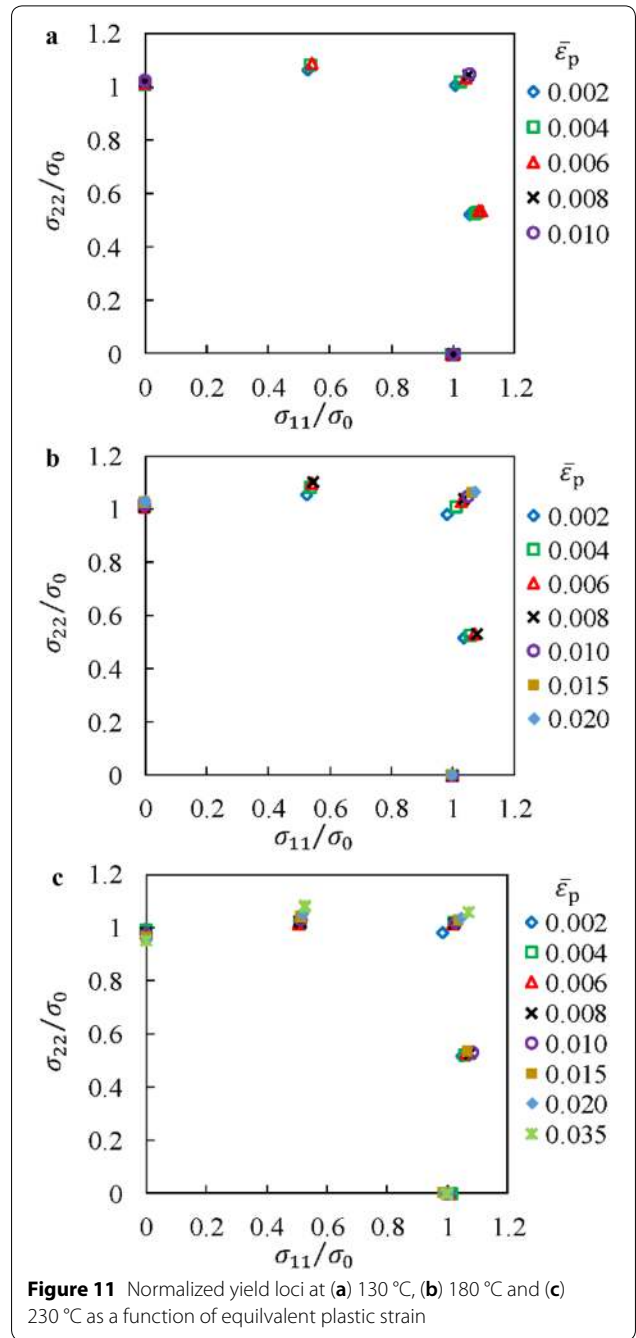 a
ε̄p
1.2
1
0.8
0.6
0.4
0.2
0
σ22/σ0
0 0.2 0.4 0.6 0.8 1 1.2
σ11/σ0
0.002
0.004
0.006
0.008
0.010
b
ε̄p
1.2
1
0.8
0.6
0.4
0.2
0
σ22/σ0
0 0.2 0.4 0.6 0.8 1 1.2
σ11/σ0
0.002
0.004
0.006
0.008
0.010
0.015
0.020
c
ε̄p
1.2
1
0.8
0.6
0.4
0.2
0
σ22/σ0
0 0.2 0.4 0.6 0.8 1 1.2
σ11/σ0
0.002
0.004
0.006
0.008
0.010
0.015
0.020
0.035
Figure 11 Normalized yield loci at (a) 130 °C, (b) 180 °C and (c)
230 °C as a function of equilvalent plastic strain